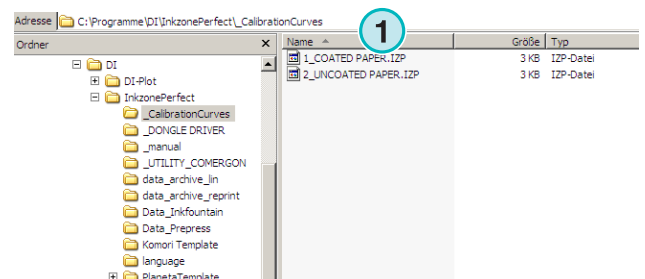 Adresse C:\Programme\DI\InkzonePerfect\_CalibrationCurves
Ordner x
DI
DI-Plot
InkzonePerfect
_CalibrationCurves
_DONGLE DRIVER
_manual
_UTILITY_COMERGON
data_archive_lin
data_archive_reprint
Data_Inkfountain
Data_Prepress
Komori Template
language
PlanetaTemplate
1
Name Größe Typ
1_COATED PAPER.IZP 3 KB IZP-Datei
2_UNCOATED PAPER.IZP 3 KB IZP-Datei